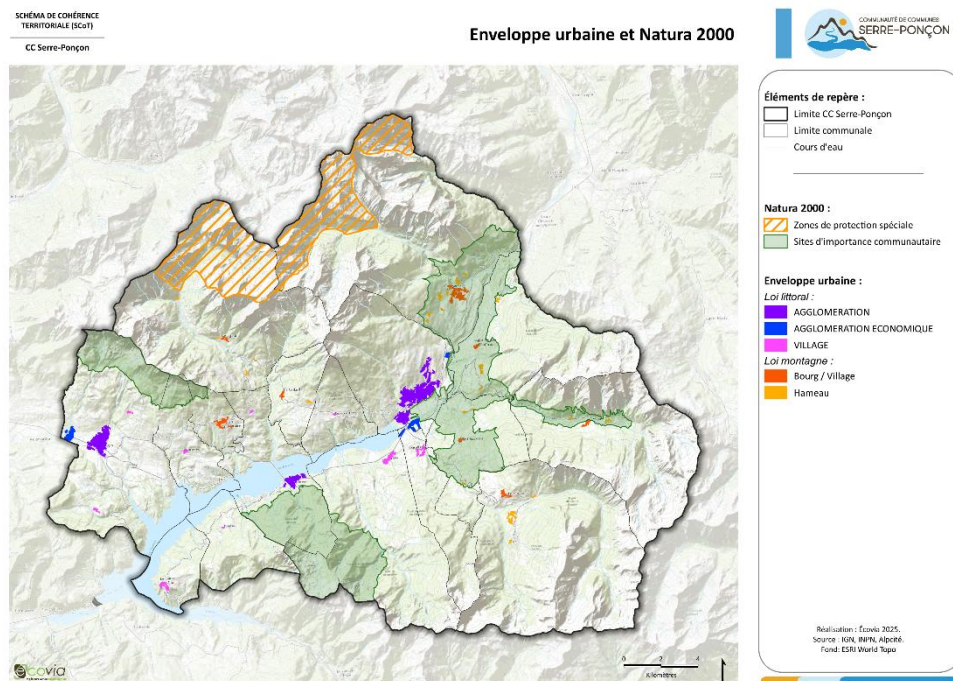 SCHÉMA DE COHÉRENCE
TERRITORIALE (SCoT)
CC Serre-Ponçon
Enveloppe urbaine et Natura 2000
COMMUNAUTÉ DE COMMUNES
SERRE-PONÇON
Éléments de repère :
Limite CC Serre-Ponçon
Limite communale
Cours d'eau
Natura 2000 :
Zones de protection spéciale
Sites d'importance communautaire
Enveloppe urbaine :
Loi littoral :
AGGLOMERATION
AGGLOMERATION ECONOMIQUE
VILLAGE
Loi montagne :
Bourg / Village
Hameau
Réalisation : Écovia 2025.
Source : IGN, INPN, Alpcité.
Fond: ESRI World Topo
écovia
0 2 4
Kilomètres